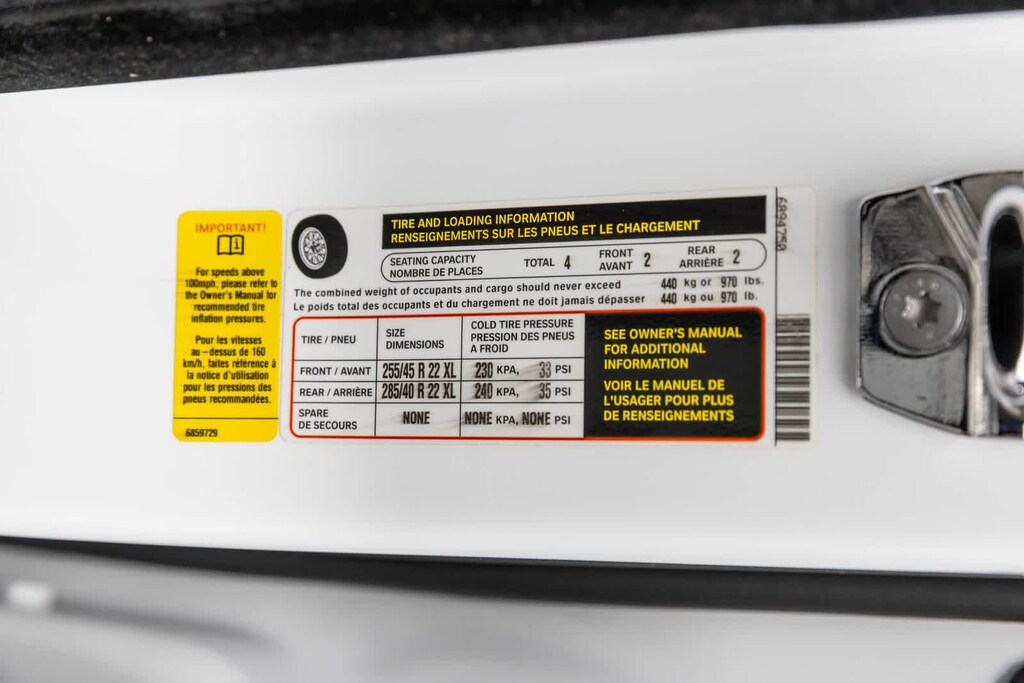 IMPORTANT!
For speeds above
100mph, please refer to
the Owner's Manual for
recommended tire
inflation pressures.
Pour les vitesses
au – dessus de 160
km/h, faites référence à
la notice d'utilisation
pour les pressions des
pneus recommandées.
6859729
TIRE AND LOADING INFORMATION
RENSEIGNEMENTS SUR LES PNEUS ET LE CHARGEMENT
SEATING CAPACITY
NOMBRE DE PLACES
TOTAL 4
FRONT
AVANT 2
REAR
ARRIÈRE 2
The combined weight of occupants and cargo should never exceed 440 kg or 970 lbs.
Le poids total des occupants et du chargement ne doit jamais dépasser 440 kg ou 970 lb.
TIRE / PNEU
SIZE
DIMENSIONS
COLD TIRE PRESSURE
PRESSION DES PNEUS
A FROID
FRONT / AVANT 255/45 R 22 XL 230 KPA, 33 PSI
REAR / ARRIÈRE 285/40 R 22 XL 240 KPA, 35 PSI
SPARE
DE SECOURS
NONE NONE KPA, NONE PSI
SEE OWNER'S MANUAL
FOR ADDITIONAL
INFORMATION
VOIR LE MANUEL DE
L'USAGER POUR PLUS
DE RENSEIGNEMENTS
6894750